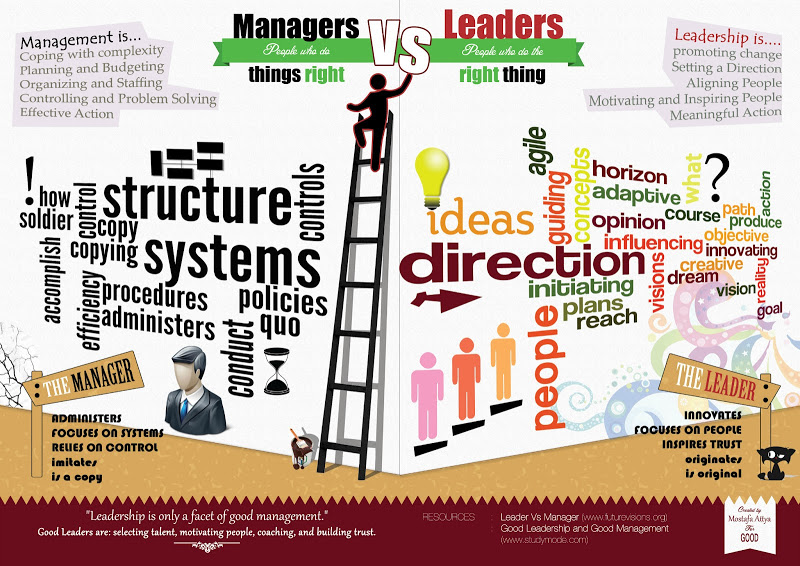 Managers
People who do
things right
VS
Leaders
People who do the
right thing
Management is...
Coping with complexity
Planning and Budgeting
Organizing and Staffing
Controlling and Problem Solving
Effective Action
Leadership is....
promoting change
Setting a Direction
Aligning People
Motivating and Inspiring People
Meaningful Action
!
how
soldier
control
structure
controls
copy
copying
systems
accomplish
efficiency
procedures
administers
policies
quo
conduct
ideas
direction
agile
guiding
concepts
horizon
adaptive
what
?
action
opinion
course
path
produce
influencing
objective
innovating
initiating
visions
creative
dream
reality
plans
vision
reach
goal
people
THE MANAGER
ADMINISTERS
FOCUSES ON SYSTEMS
RELIES ON CONTROL
imitates
is a copy
THE LEADER
INNOVATES
FOCUSES ON PEOPLE
INSPIRES TRUST
originates
is original
"Leadership is only a facet of good management."
Good Leaders are: selecting talent, motivating people, coaching, and building trust.
RESOURCES : Leader Vs Manager (www.futurevisions.org)
Good Leadership and Good Management
(www.studymode.com)
Created by
Mostafa Attya
For
GOOD